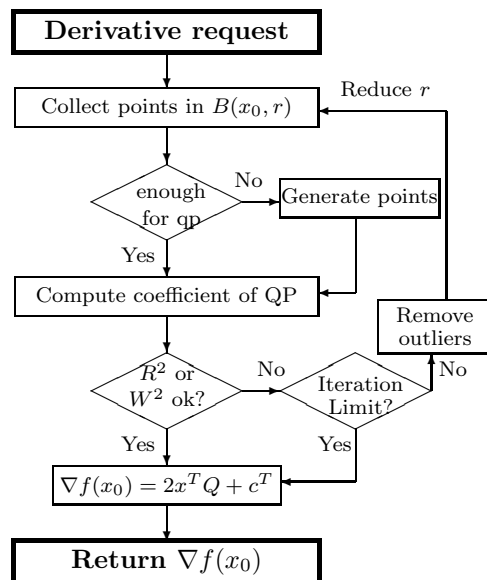 Derivative request
Reduce r
Collect points in B(x₀, r)
enough
for qp
No
Generate points
Yes
Compute coefficient of QP
Remove
outliers
R² or
W² ok?
No
Iteration
Limit?
No
Yes
Yes
∇f(x₀) = 2xᵀQ + cᵀ
Return ∇f(x₀)